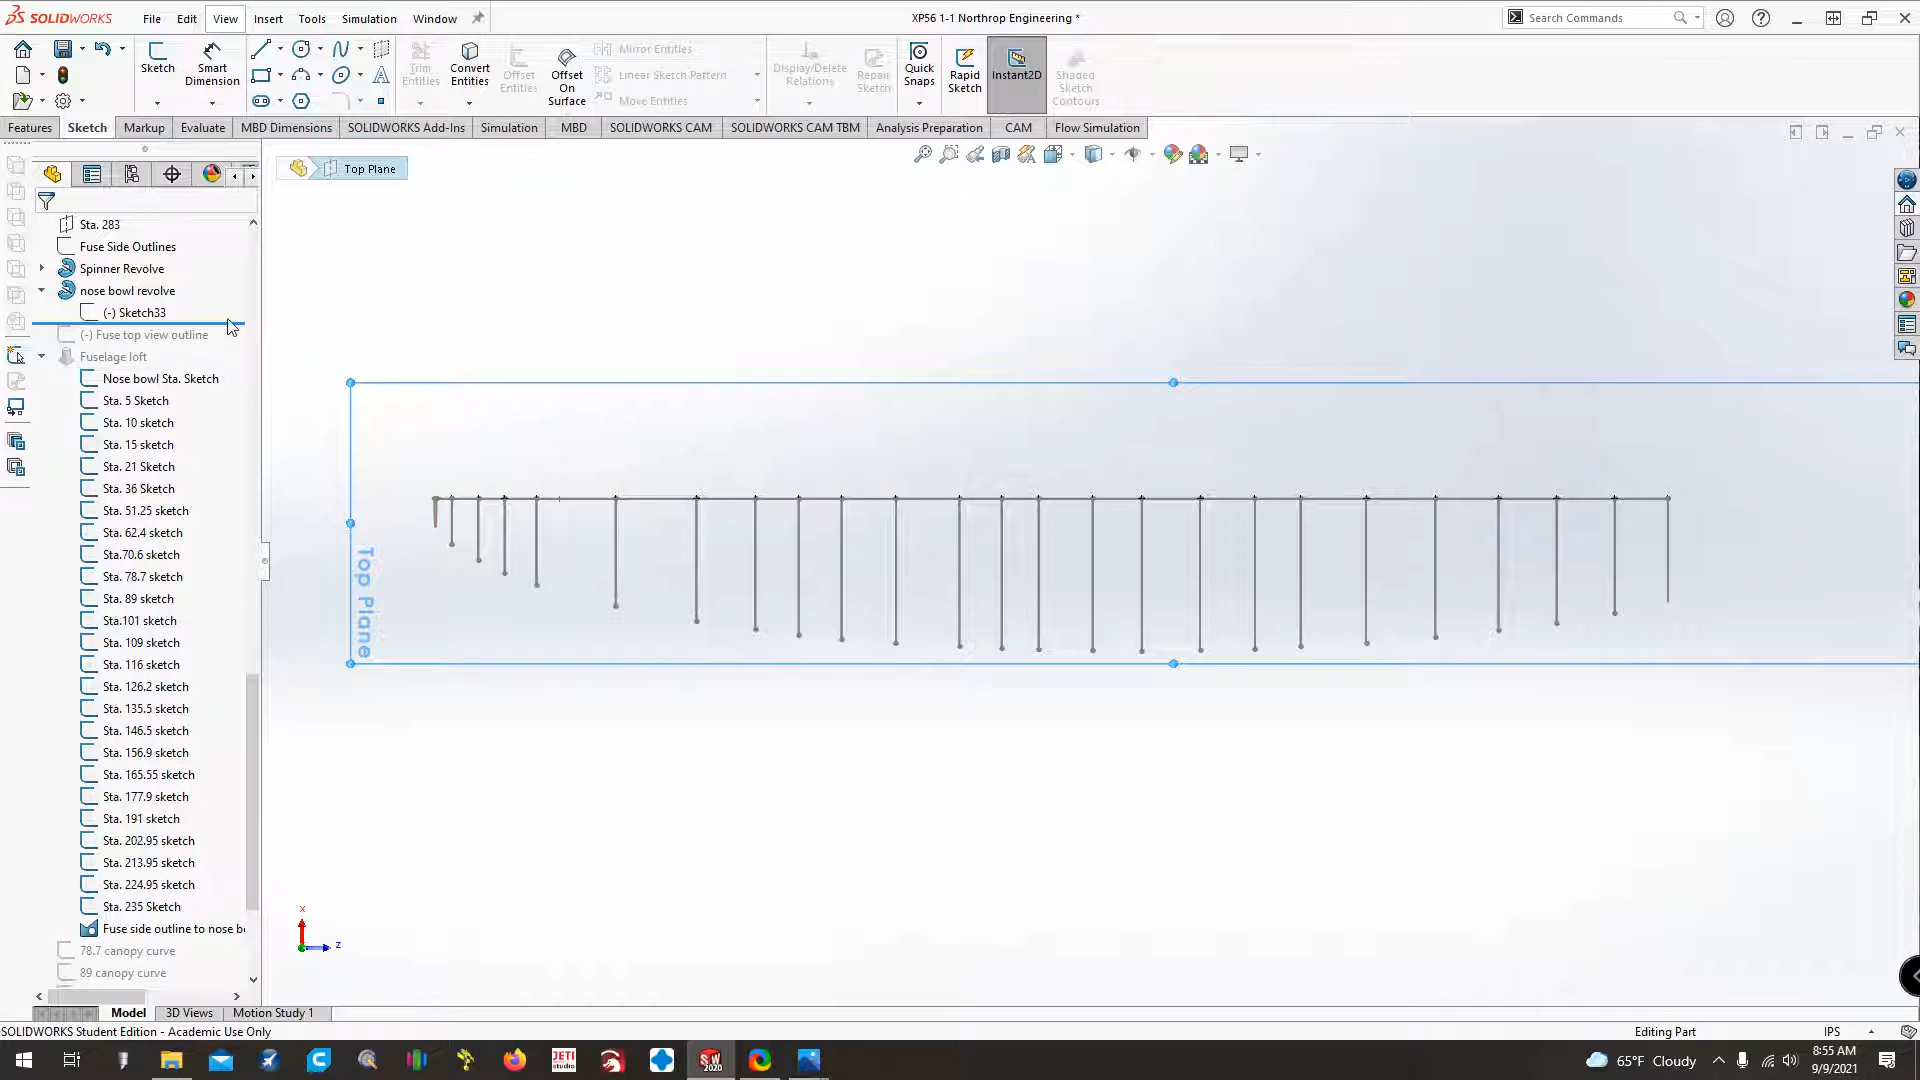 SOLIDWORKS File Edit View Insert Tools Simulation Window XP56 1-1 Northrop Engineering * Search Commands
Sketch Smart Dimension Trim Entities Convert Entities Offset Entities Offset On Surface Mirror Entities Linear Sketch Pattern Move Entities Display/Delete Relations Repair Sketch Quick Snaps Rapid Sketch Instant2D Shaded Sketch Contours
Features Sketch Markup Evaluate MBD Dimensions SOLIDWORKS Add-Ins Simulation MBD SOLIDWORKS CAM SOLIDWORKS CAM TBM Analysis Preparation CAM Flow Simulation
Top Plane
Sta. 283
Fuse Side Outlines
Spinner Revolve
nose bowl revolve
(-) Sketch33
(-) Fuse top view outline
Fuselage loft
Nose bowl Sta. Sketch
Sta. 5 Sketch
Sta. 10 sketch
Sta. 15 sketch
Sta. 21 Sketch
Sta. 36 Sketch
Sta. 51.25 sketch
Sta. 62.4 sketch
Sta.70.6 sketch
Sta. 78.7 sketch
Sta. 89 sketch
Sta.101 sketch
Sta. 109 sketch
Sta. 116 sketch
Sta. 126.2 sketch
Sta. 135.5 sketch
Sta. 146.5 sketch
Sta. 156.9 sketch
Sta. 165.55 sketch
Sta. 177.9 sketch
Sta. 191 sketch
Sta. 202.95 sketch
Sta. 213.95 sketch
Sta. 224.95 sketch
Sta. 235 Sketch
Fuse side outline to nose be
78.7 canopy curve
89 canopy curve
Top Plane
x
z
Model 3D Views Motion Study 1
SOLIDWORKS Student Edition - Academic Use Only Editing Part IPS
JETI studio SW 2020 65°F Cloudy 8:55 AM
9/9/2021